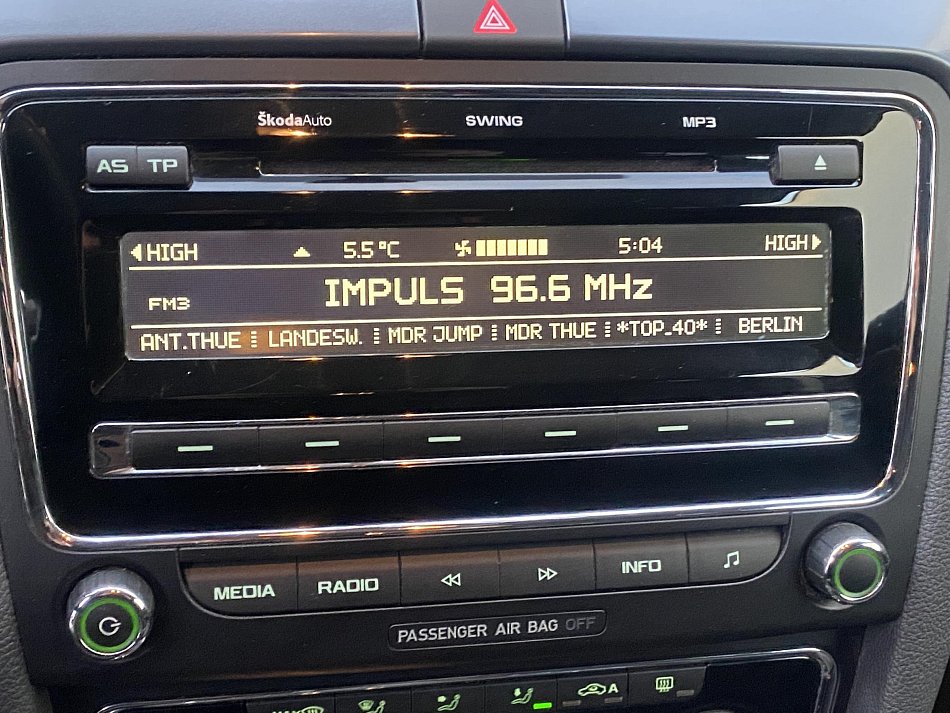 ŠkodaAuto SWING MP3
AS TP
HIGH 5.5°C 5:04 HIGH
FM3 IMPULS 96.6 MHz
ANT.THUE LANDESW. MDR JUMP MDR THUE *TOP_40* BERLIN
MEDIA RADIO INFO
PASSENGER AIR BAG OFF
A